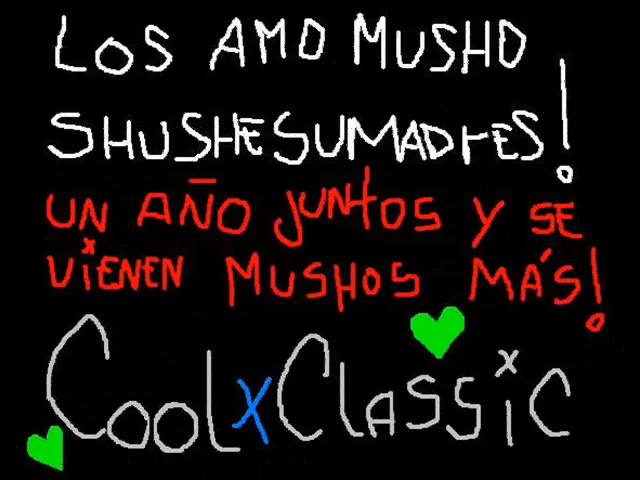 LOS AMO MUSHO
SHUSHESUMADRES!
UN AÑO JUNTOS Y SE
VIENEN MUSHOS MÁS!
CoolxClassic